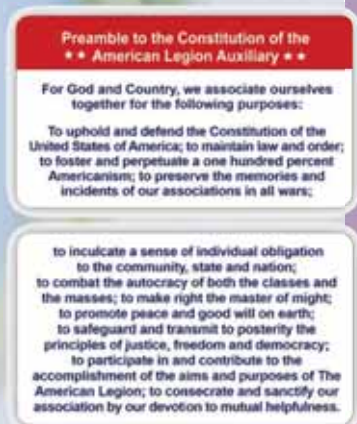 Preamble to the Constitution of the
★★ American Legion Auxiliary ★★
For God and Country, we associate ourselves
together for the following purposes:
To uphold and defend the Constitution of the
United States of America; to maintain law and order;
to foster and perpetuate a one hundred percent
Americanism; to preserve the memories and
incidents of our associations in all wars;
to inculcate a sense of individual obligation
to the community, state and nation;
to combat the autocracy of both the classes and
the masses; to make right the master of might;
to promote peace and good will on earth;
to safeguard and transmit to posterity the
principles of justice, freedom and democracy;
to participate in and contribute to the
accomplishment of the aims and purposes of The
American Legion; to consecrate and sanctify our
association by our devotion to mutual helpfulness.